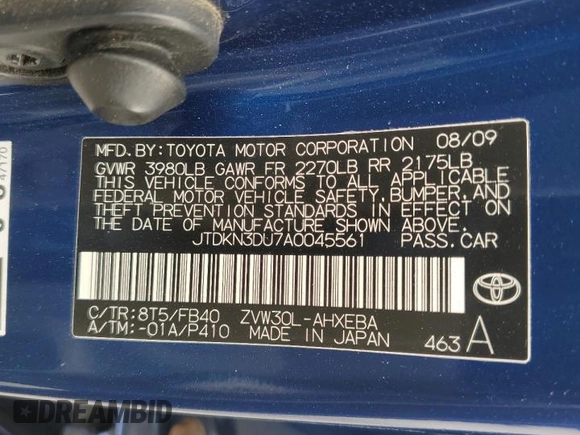 MFD.BY:TOYOTA MOTOR CORPORATION 08/09
GVWR 3980LB GAWR FR 2270LB RR 2175LB
THIS VEHICLE CONFORMS TO ALL APPLICABLE
FEDERAL MOTOR VEHICLE SAFETY, BUMPER, AND
THEFT PREVENTION STANDARDS IN EFFECT ON
THE DATE OF MANUFACTURE SHOWN ABOVE.
JTDKN3DU7A0045561 PASS.CAR
C/TR:8T5/FB40 ZVW30L-AHXEBA
A/TM:-01A/P410 MADE IN JAPAN 463 A
47170
DREAMBID